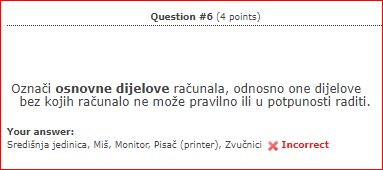 Question #6 (4 points)
Označi osnovne dijelove računala, odnosno one dijelove
bez kojih računalo ne može pravilno ili u potpunosti raditi.
Your answer:
Središnja jedinica, Miš, Monitor, Pisač (printer), Zvučnici Incorrect